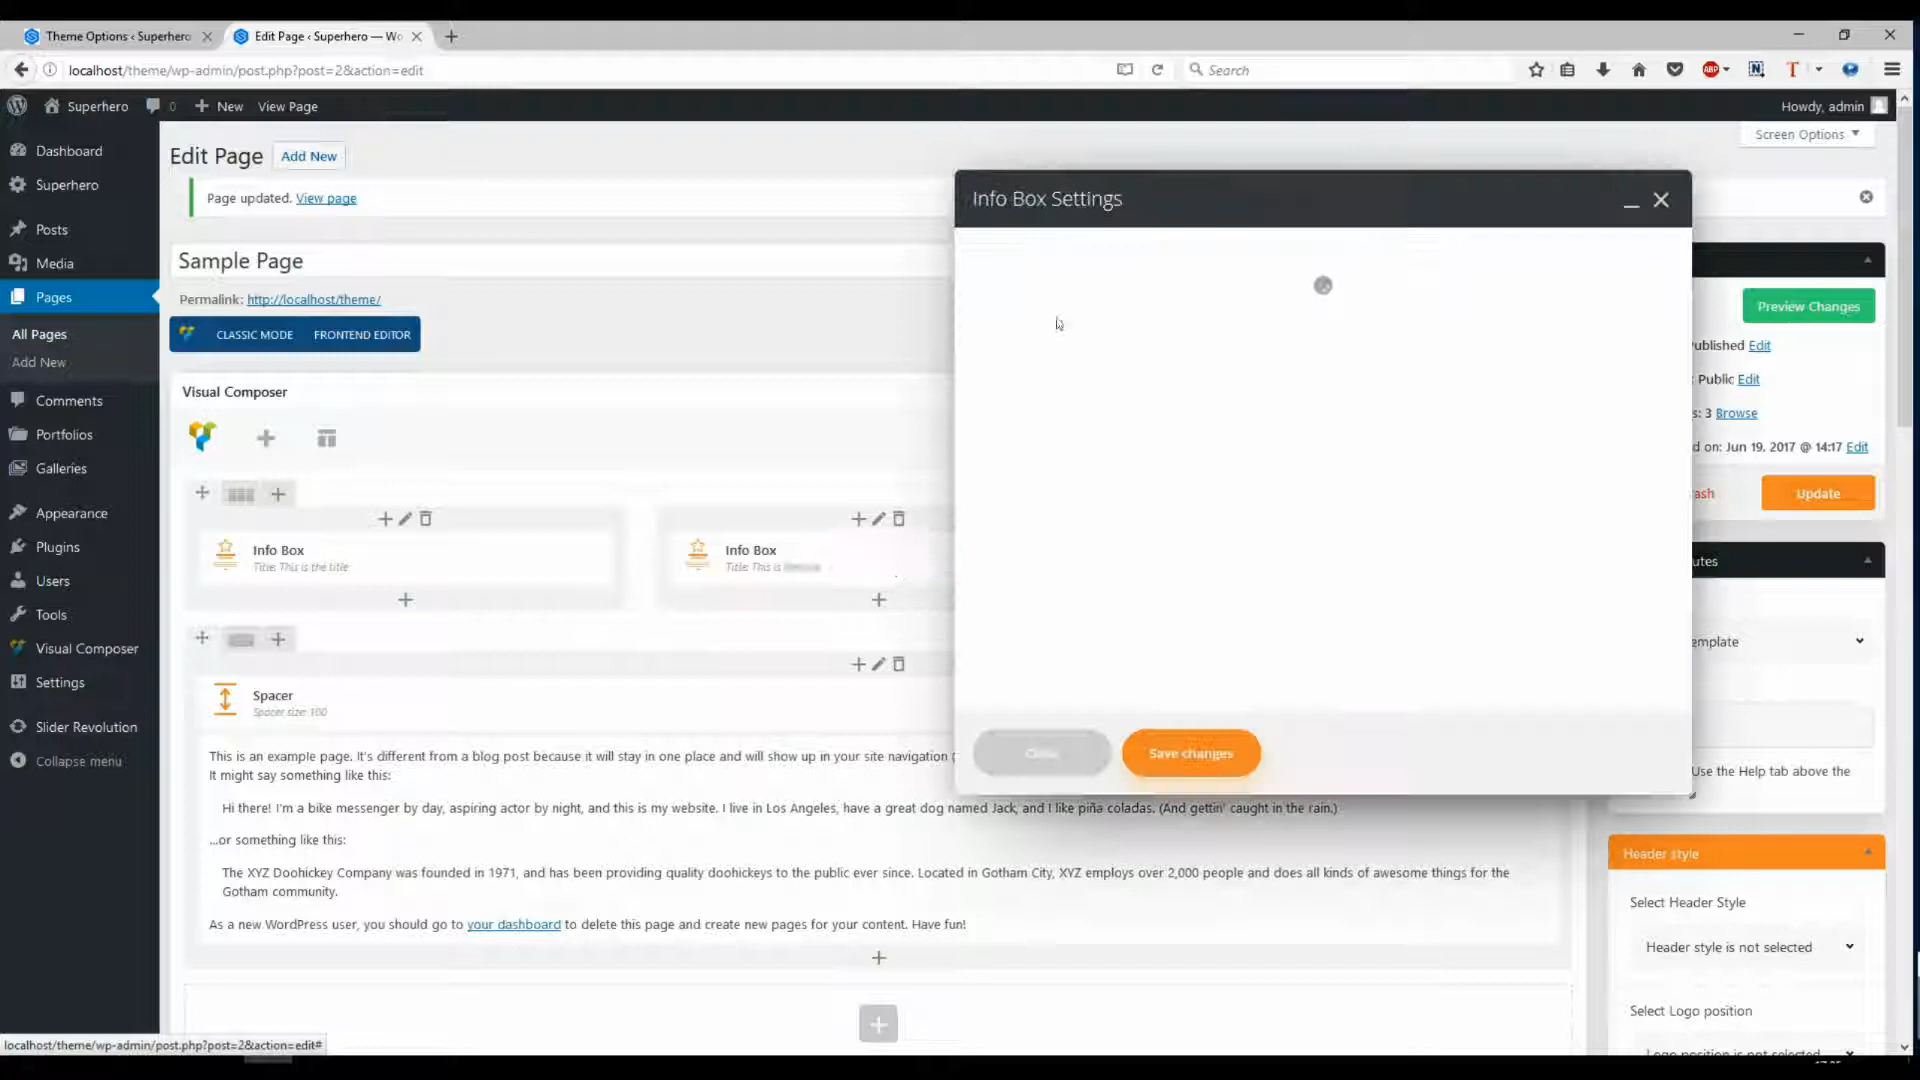 Theme Options ‹ Superhero
Edit Page ‹ Superhero — Wo
localhost/theme/wp-admin/post.php?post=2&action=edit
Search
ABP
Superhero
0
New
View Page
Howdy, admin
Screen Options
Dashboard
Superhero
Posts
Media
Pages
All Pages
Add New
Comments
Portfolios
Galleries
Appearance
Plugins
Users
Tools
Visual Composer
Settings
Slider Revolution
Collapse menu
Edit Page
Add New
Page updated. View page
Sample Page
Permalink: http://localhost/theme/
CLASSIC MODE
FRONTEND EDITOR
Visual Composer
Info Box
Title: This is the title
Info Box
Title: This is
Spacer
Spacer size: 100
This is an example page. It's different from a blog post because it will stay in one place and will show up in your site navigation (
It might say something like this:
Hi there! I'm a bike messenger by day, aspiring actor by night, and this is my website. I live in Los Angeles, have a great dog named Jack, and I like piña coladas. (And gettin' caught in the rain.)
...or something like this:
The XYZ Doohickey Company was founded in 1971, and has been providing quality doohickeys to the public ever since. Located in Gotham City, XYZ employs over 2,000 people and does all kinds of awesome things for the
Gotham community.
As a new WordPress user, you should go to your dashboard to delete this page and create new pages for your content. Have fun!
Info Box Settings
Close
Save changes
Preview Changes
ublished Edit
: Public Edit
s: 3 Browse
d on: Jun 19, 2017 @ 14:17 Edit
ash
Update
utes
emplate
Use the Help tab above the
Header style
Select Header Style
Header style is not selected
Select Logo position
Logo position is not selected
localhost/theme/wp-admin/post.php?post=2&action=edit#